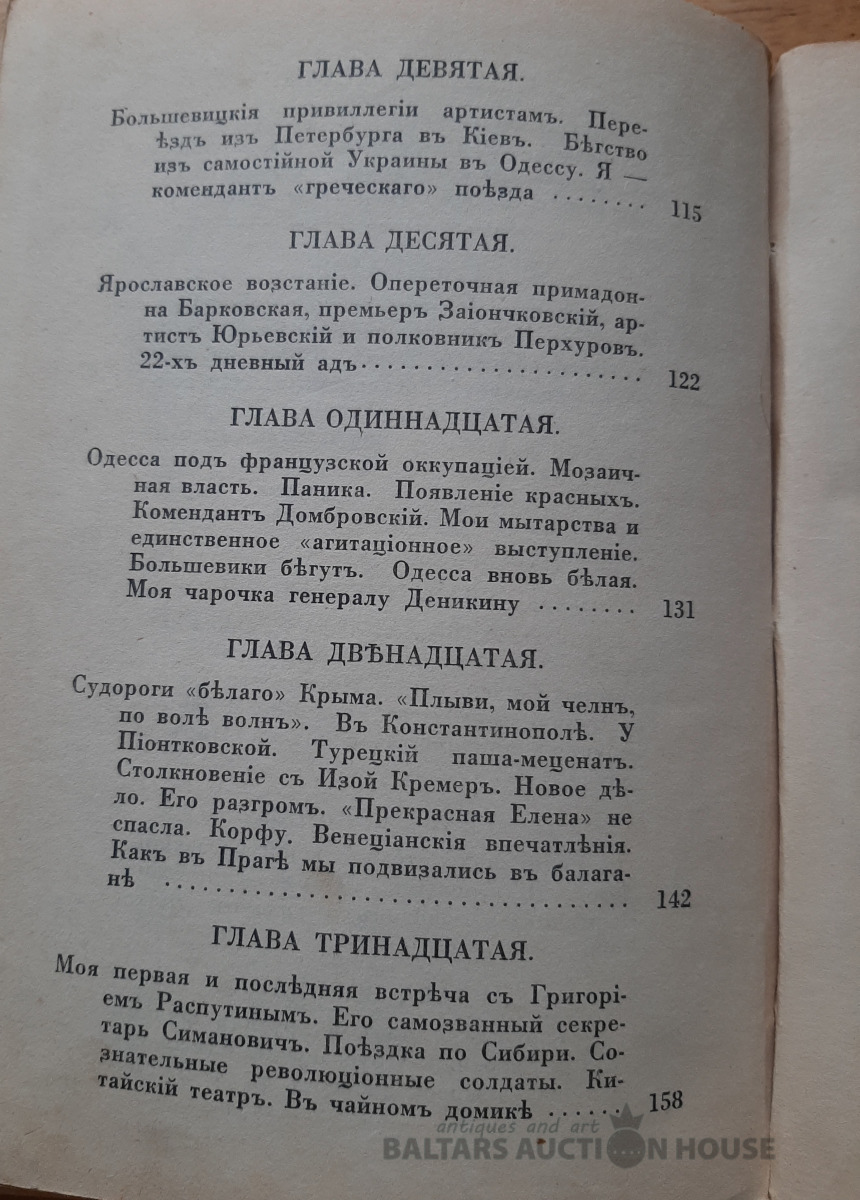 ГЛАВА ДЕВЯТАЯ.
Большевицкія привиллегіи артистамъ. Пере-
ѣздъ изъ Петербурга въ Кіевъ. Бѣгство
изъ самостійной Украины въ Одессу. Я —
комендантъ «греческаго» поѣзда ........ 115
ГЛАВА ДЕСЯТАЯ.
Ярославское возстаніе. Опереточная примадон-
на Барковская, премьеръ Заіончковскій, ар-
тистъ Юрьевскій и полковникъ Перхуровъ.
22-хъ дневный адъ...................... 122
ГЛАВА ОДИННАДЦАТАЯ.
Одесса подъ французской оккупаціей. Мозаич-
ная власть. Паника. Появленіе красныхъ.
Комендантъ Домбровскій. Мои мытарства и
единственное «агитаціонное» выступленіе.
Большевики бѣгутъ. Одесса вновь бѣлая.
Моя чарочка генералу Деникину ........ 131
ГЛАВА ДВѢНАДЦАТАЯ.
Судороги «бѣлаго» Крыма. «Плыви, мой челнъ,
по волѣ волнъ». Въ Константинополѣ. У
Піонтковской. Турецкій паша-меценатъ.
Столкновеніе съ Изой Кремеръ. Новое дѣ-
ло. Его разгромъ. «Прекрасная Елена» не
спасла. Корфу. Венеціанскія впечатлѣнія.
Какъ въ Прагѣ мы подвизались въ балага-
нѣ .................................... 142
ГЛАВА ТРИНАДЦАТАЯ.
Моя первая и послѣдняя встрѣча съ Григорі-
емъ Распутинымъ. Его самозванный секре-
тарь Симановичъ. Поѣздка по Сибири. Со-
знательные революціонные солдаты. Ки-
тайскій театръ. Въ чайномъ домикѣ ...... 158
antiques and art
BALTARS AUCTION HOUSE